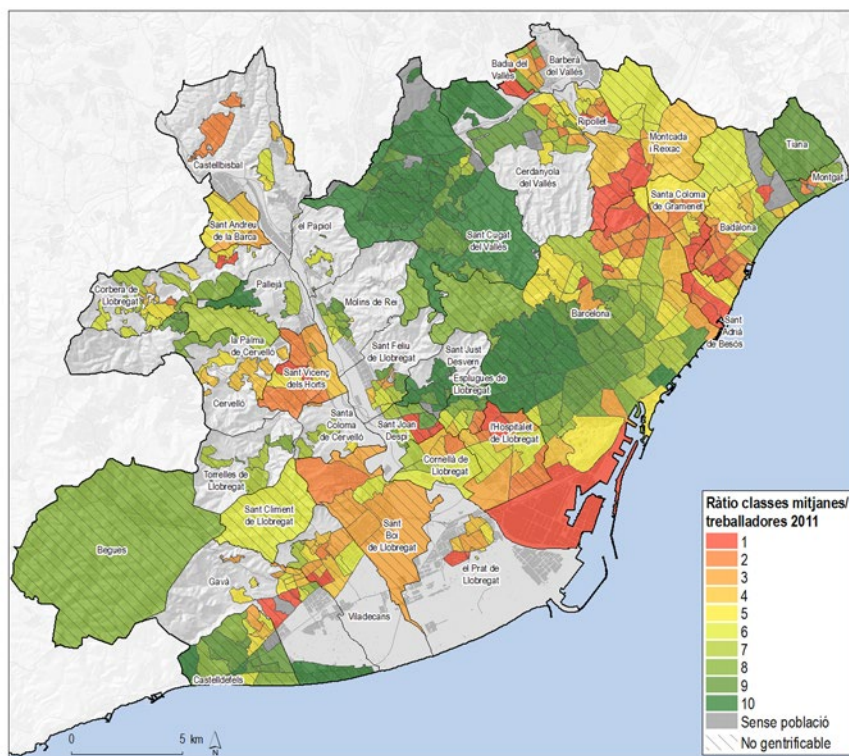 Badia del
Vallès
Barberà
del Vallès
Ripollet
Castellbisbal
Montcada
i Reixac
Tiana
Cerdanyola
del Vallès
Montgat
Santa Coloma
de Gramenet
Sant Andreu
de la Barca
el Papiol
Sant Cugat
del Vallès
Badalona
Corbera de
Llobregat
Pallejà
Molins de Rei
Barcelona
Sant
Adrià
de Besòs
la Palma
de Cervelló
Sant Feliu
de Llobregat
Sant Just
Desvern
Sant Vicenç
dels Horts
Esplugues de
Llobregat
Cervelló
Santa
Coloma
de Cervelló
Sant Joan
Despí
l'Hospitalet
de Llobregat
Torrelles de
Llobregat
Cornellà de
Llobregat
Sant Climent
de Llobregat
Sant
Boi
de Llobregat
Begues
Gavà
el Prat de
Llobregat
Viladecans
Castelldefels
Ràtio classes mitjanes/
treballadores 2011
1
2
3
4
5
6
7
8
9
10
Sense població
No gentrificable
0 5 km
N